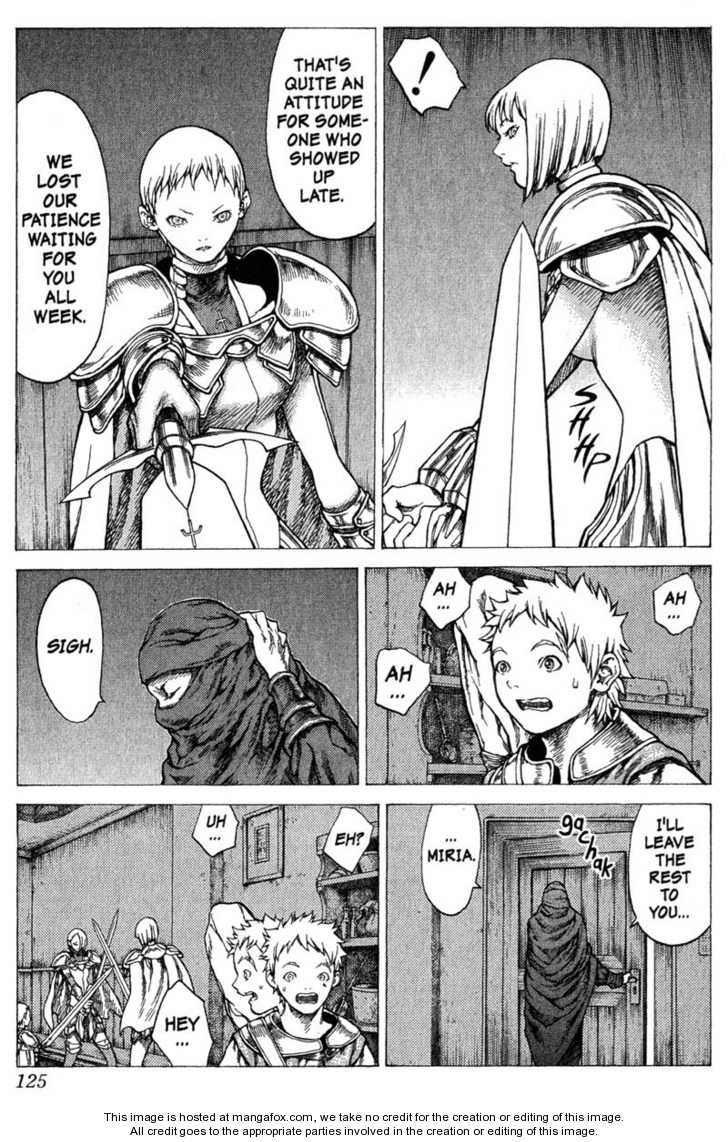 !
SHHP
THAT'S
QUITE AN
ATTITUDE
FOR SOME-
ONE WHO
SHOWED
UP
LATE.
WE
LOST
OUR
PATIENCE
WAITING
FOR
YOU
ALL
WEEK.
AH
...
AH
...
AH
...
SIGH.
I'LL
LEAVE
THE
REST
TO
YOU...
gachak
...
MIRIA.
EH?
UH
...
HEY
...
125
This image is hosted at mangafox.com, we take no credit for the creation or editing of this image.
All credit goes to the appropriate parties involved in the creation or editing of this image.